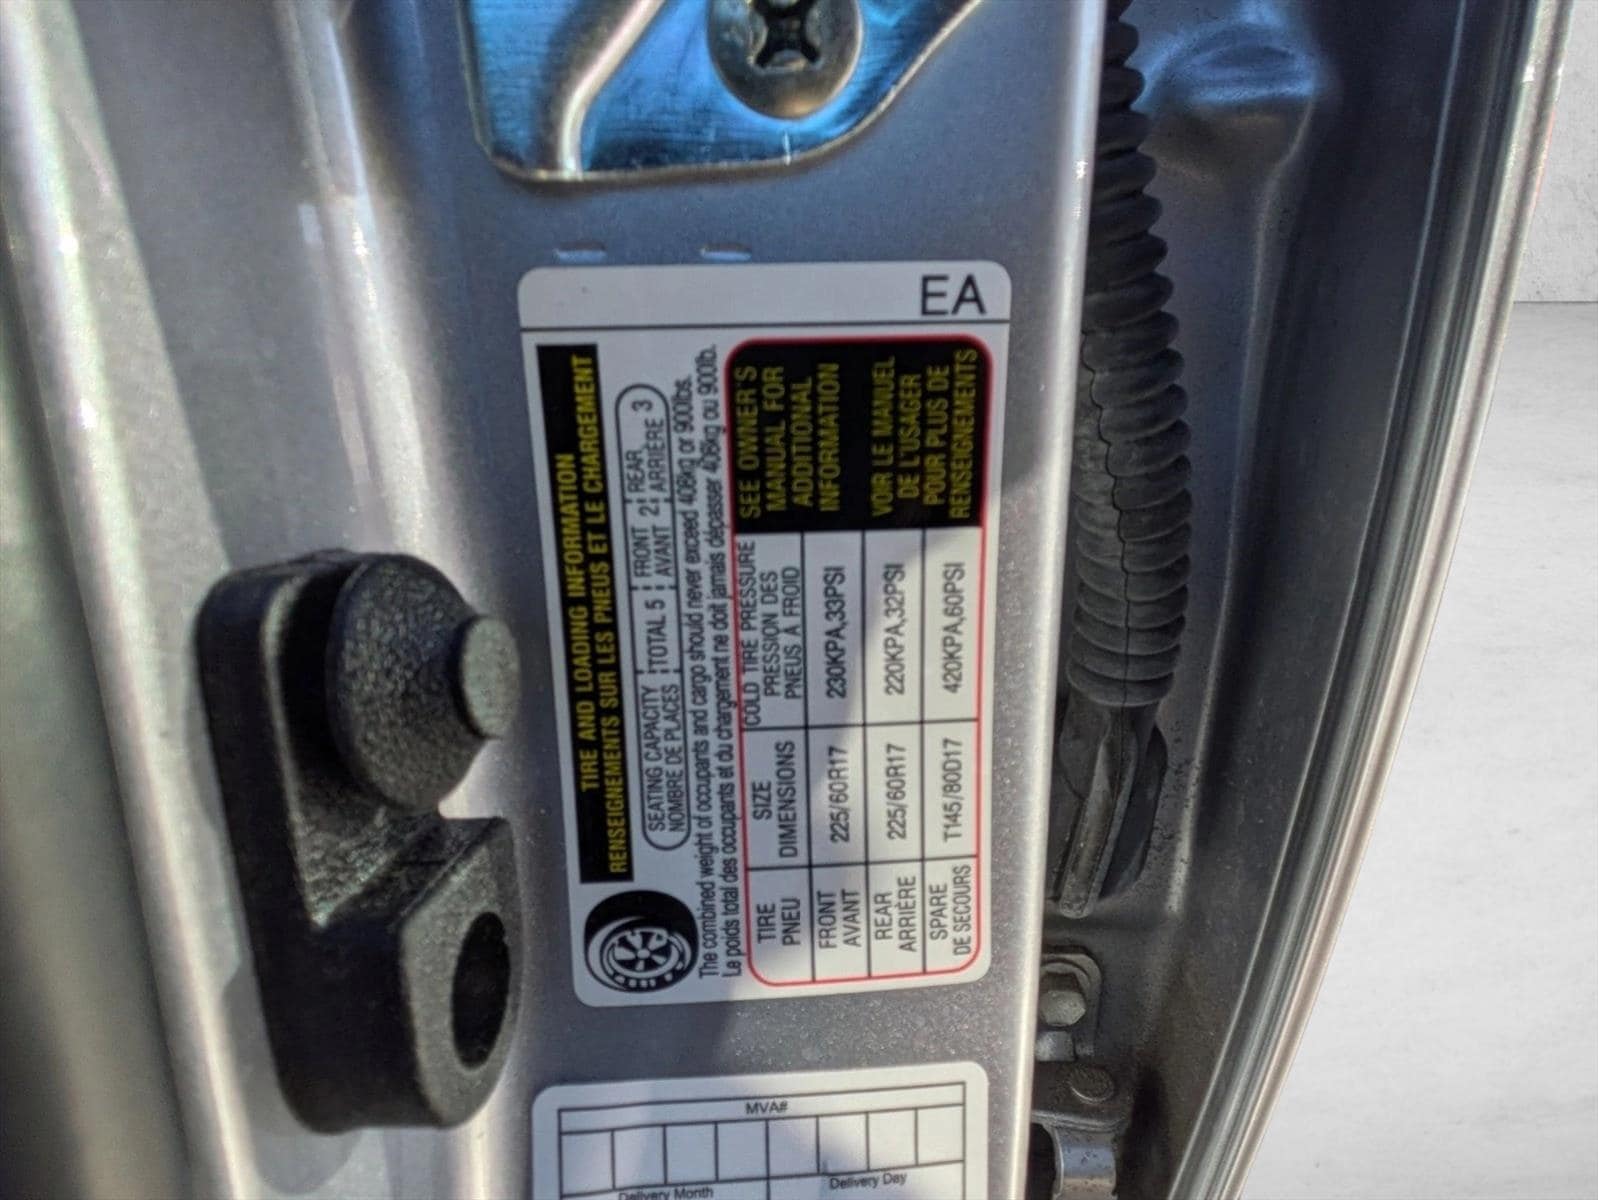 EA
TIRE AND LOADING INFORMATION
RENSEIGNEMENTS SUR LES PNEUS ET LE CHARGEMENT
SEATING CAPACITY
NOMBRE DE PLACES
TOTAL 5
FRONT
AVANT 2
REAR
ARRIÈRE 3
The combined weight of occupants and cargo should never exceed 408kg or 900lbs.
Le poids total des occupants et du chargement ne doit jamais dépasser 408kg ou 900lb.
TIRE
PNEU
SIZE
DIMENSIONS
COLD TIRE PRESSURE
PRESSION DES
PNEUS A FROID
FRONT
AVANT
225/60R17
230KPA,33PSI
REAR
ARRIÈRE
225/60R17
220KPA,32PSI
SPARE
DE SECOURS
T145/80D17
420KPA,60PSI
SEE OWNER'S
MANUAL FOR
ADDITIONAL
INFORMATION
VOIR LE MANUEL
DE L'USAGER
POUR PLUS DE
RENSEIGNEMENTS
MVA#
Delivery Month
Delivery Day